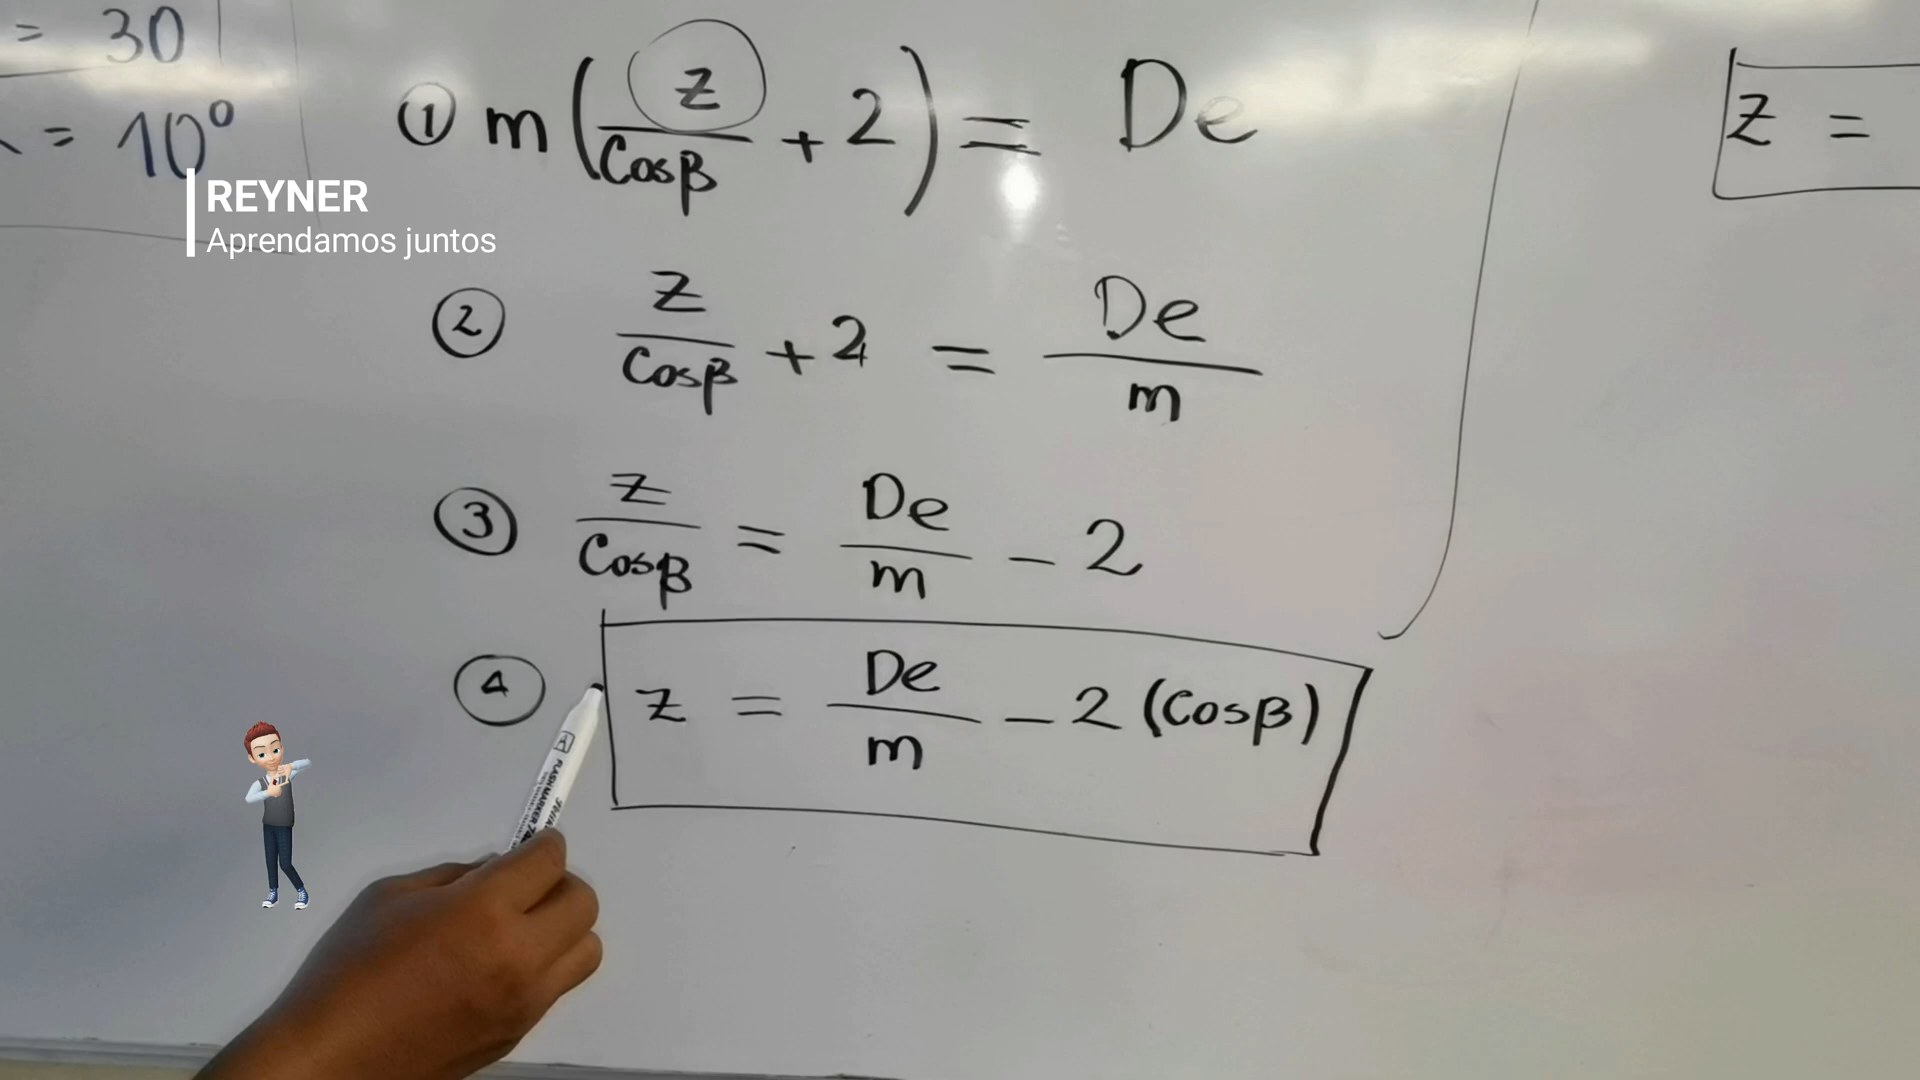 = 30
= 10°
REYNER
Aprendamos juntos
① m(z/Cosβ + 2) = De
z =
② z/Cosβ + 2 = De/m
③ z/Cosβ = De/m - 2
④ z = De/m - 2 (Cosβ)